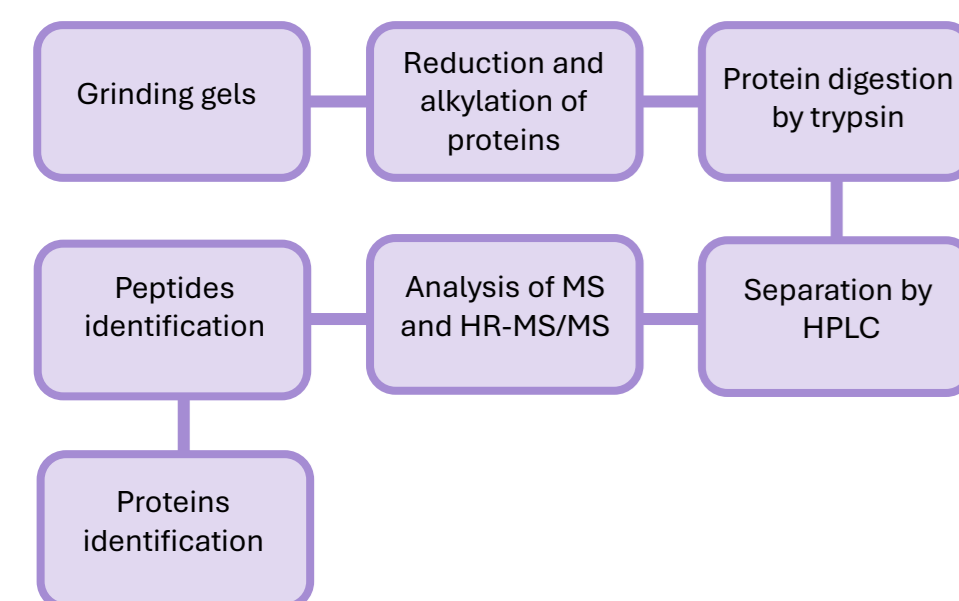 Grinding gels
Reduction and
alkylation of
proteins
Protein digestion
by trypsin
Separation by
HPLC
Analysis of MS
and HR-MS/MS
Peptides
identification
Proteins
identification